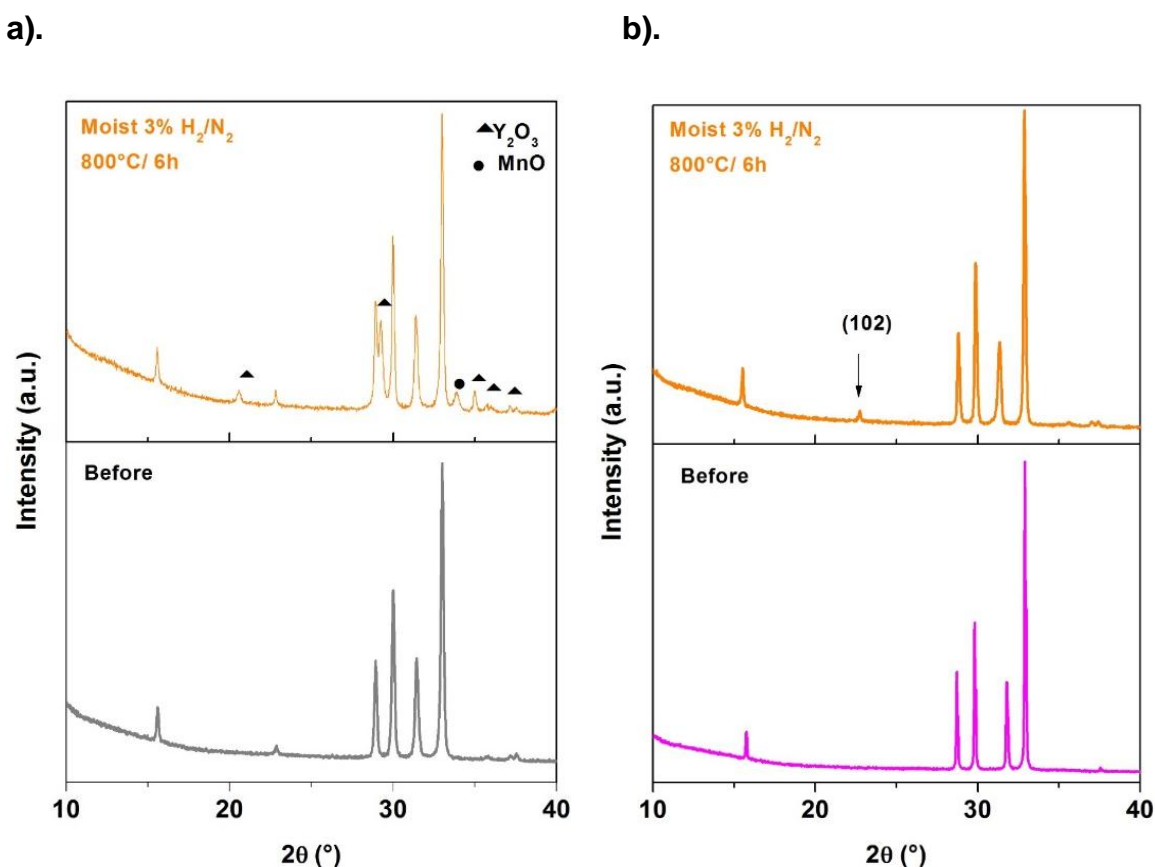 a).
Moist 3% H₂/N₂
800°C/ 6h
▲Y₂O₃
● MnO
Before
Intensity (a.u.)
10 20 30 40
2θ (°)
b).
Moist 3% H₂/N₂
800°C/ 6h
(102)
Before
Intensity (a.u.)
10 20 30 40
2θ (°)